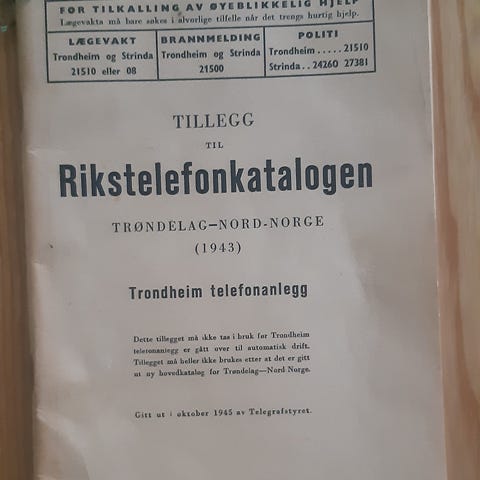 FOR TILKALLING AV ØYEBLIKKELIG HJELP
Lægevakta må bare søkes i alvorlige tilfelle når det trengs hurtig hjelp.
LÆGEVAKT
Trondheim og Strinda
21510 eller 08
BRANNMELDING
Trondheim og Strinda
21500
POLITI
Trondheim.....21510
Strinda..24260 27381
TILLEGG
TIL
Rikstelefonkatalogen
TRØNDELAG—NORD-NORGE
(1943)
Trondheim telefonanlegg
Dette tillegget må ikke tas i bruk før Trondheim
telefonanlegg er gått over til automatisk drift.
Tillegget må heller ikke brukes etter at det er gitt
ut ny hovedkatalog for Trøndelag—Nord Norge.
Gitt ut i oktober 1945 av Telegrafstyret.